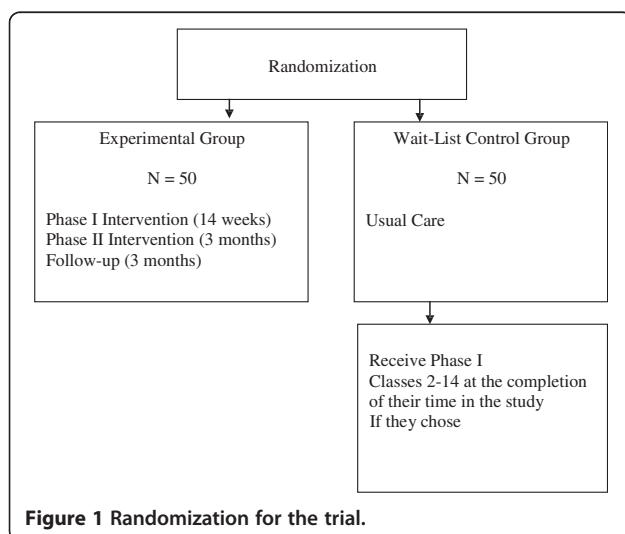 Randomization
Experimental Group
N = 50
Phase I Intervention (14 weeks)
Phase II Intervention (3 months)
Follow-up (3 months)
Wait-List Control Group
N = 50
Usual Care
Receive Phase I
Classes 2-14 at the completion
of their time in the study
If they chose
Figure 1 Randomization for the trial.